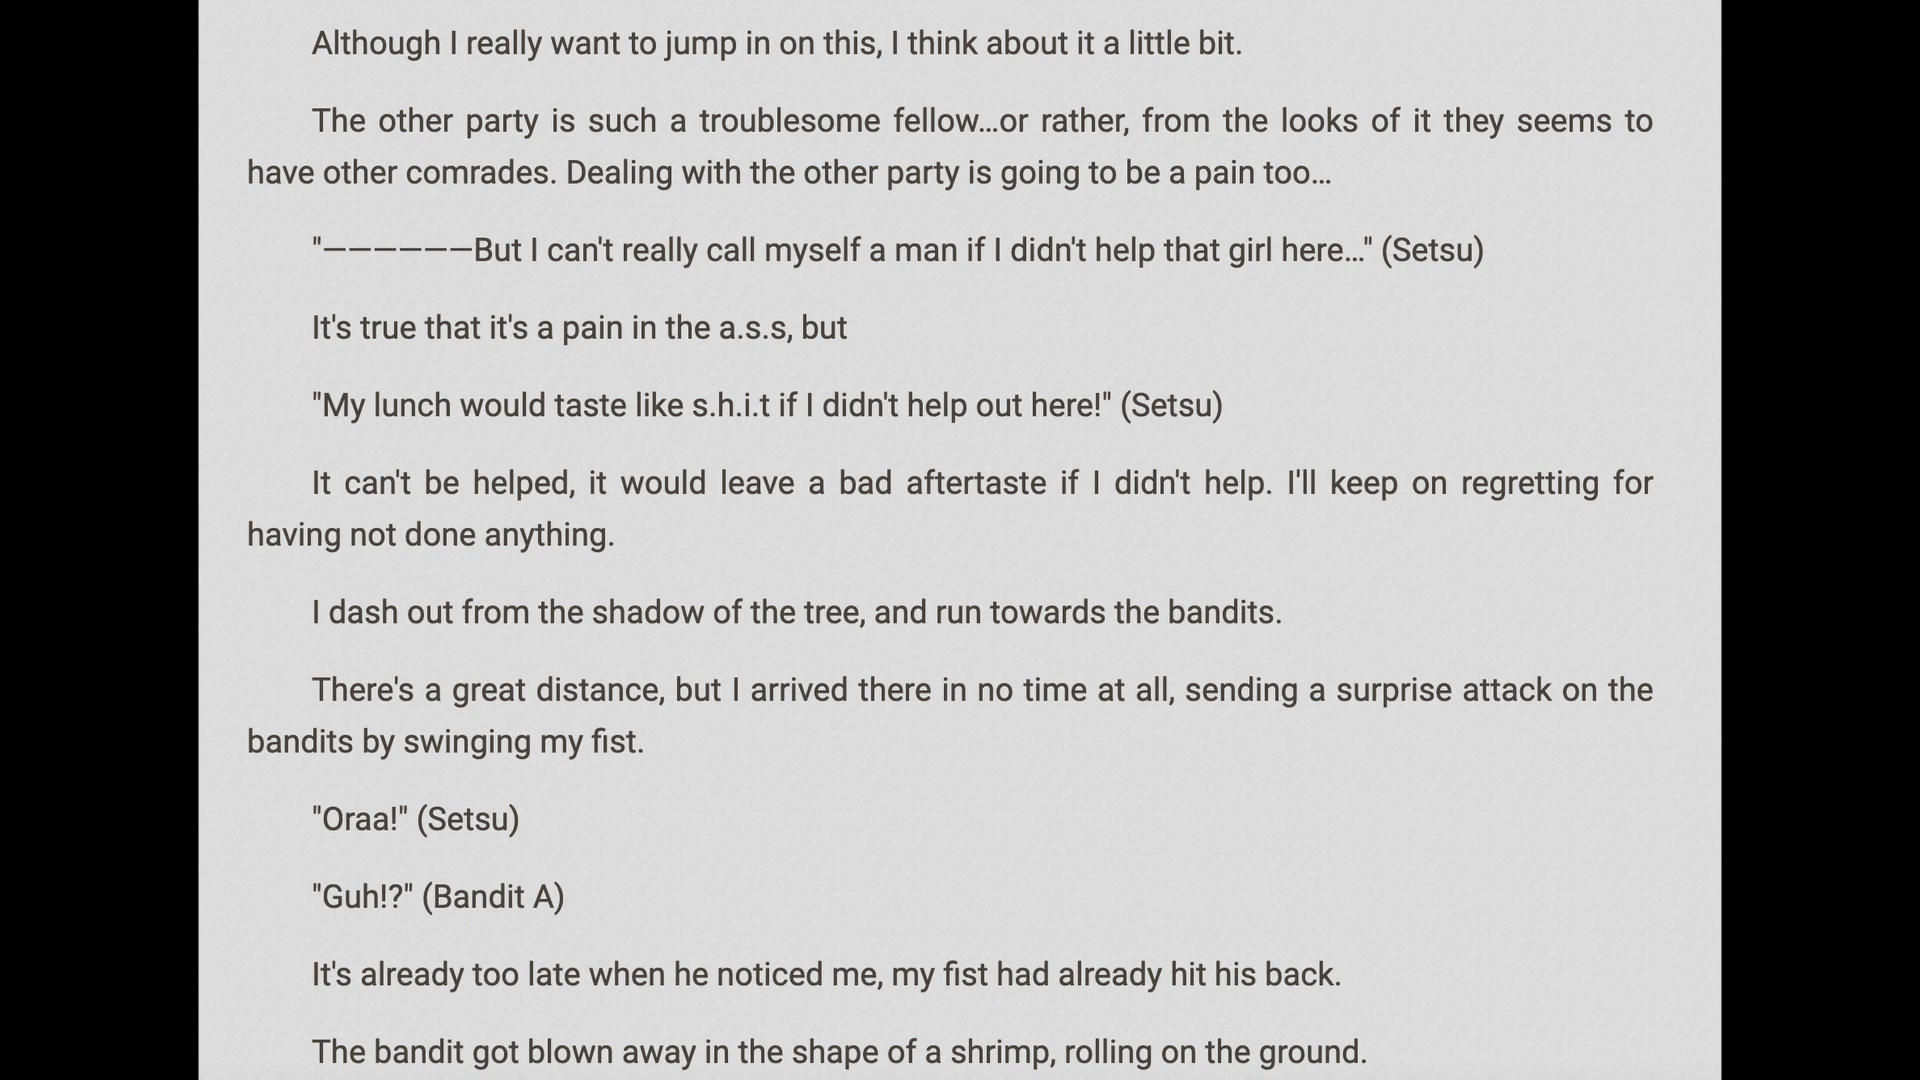 Although I really want to jump in on this, I think about it a little bit.
The other party is such a troublesome fellow…or rather, from the looks of it they seems to
have other comrades. Dealing with the other party is going to be a pain too…
"——————But I can't really call myself a man if I didn't help that girl here…" (Setsu)
It's true that it's a pain in the a.s.s, but
"My lunch would taste like s.h.i.t if I didn't help out here!" (Setsu)
It can't be helped, it would leave a bad aftertaste if I didn't help. I'll keep on regretting for
having not done anything.
I dash out from the shadow of the tree, and run towards the bandits.
There's a great distance, but I arrived there in no time at all, sending a surprise attack on the
bandits by swinging my fist.
"Oraa!" (Setsu)
"Guh!?" (Bandit A)
It's already too late when he noticed me, my fist had already hit his back.
The bandit got blown away in the shape of a shrimp, rolling on the ground.